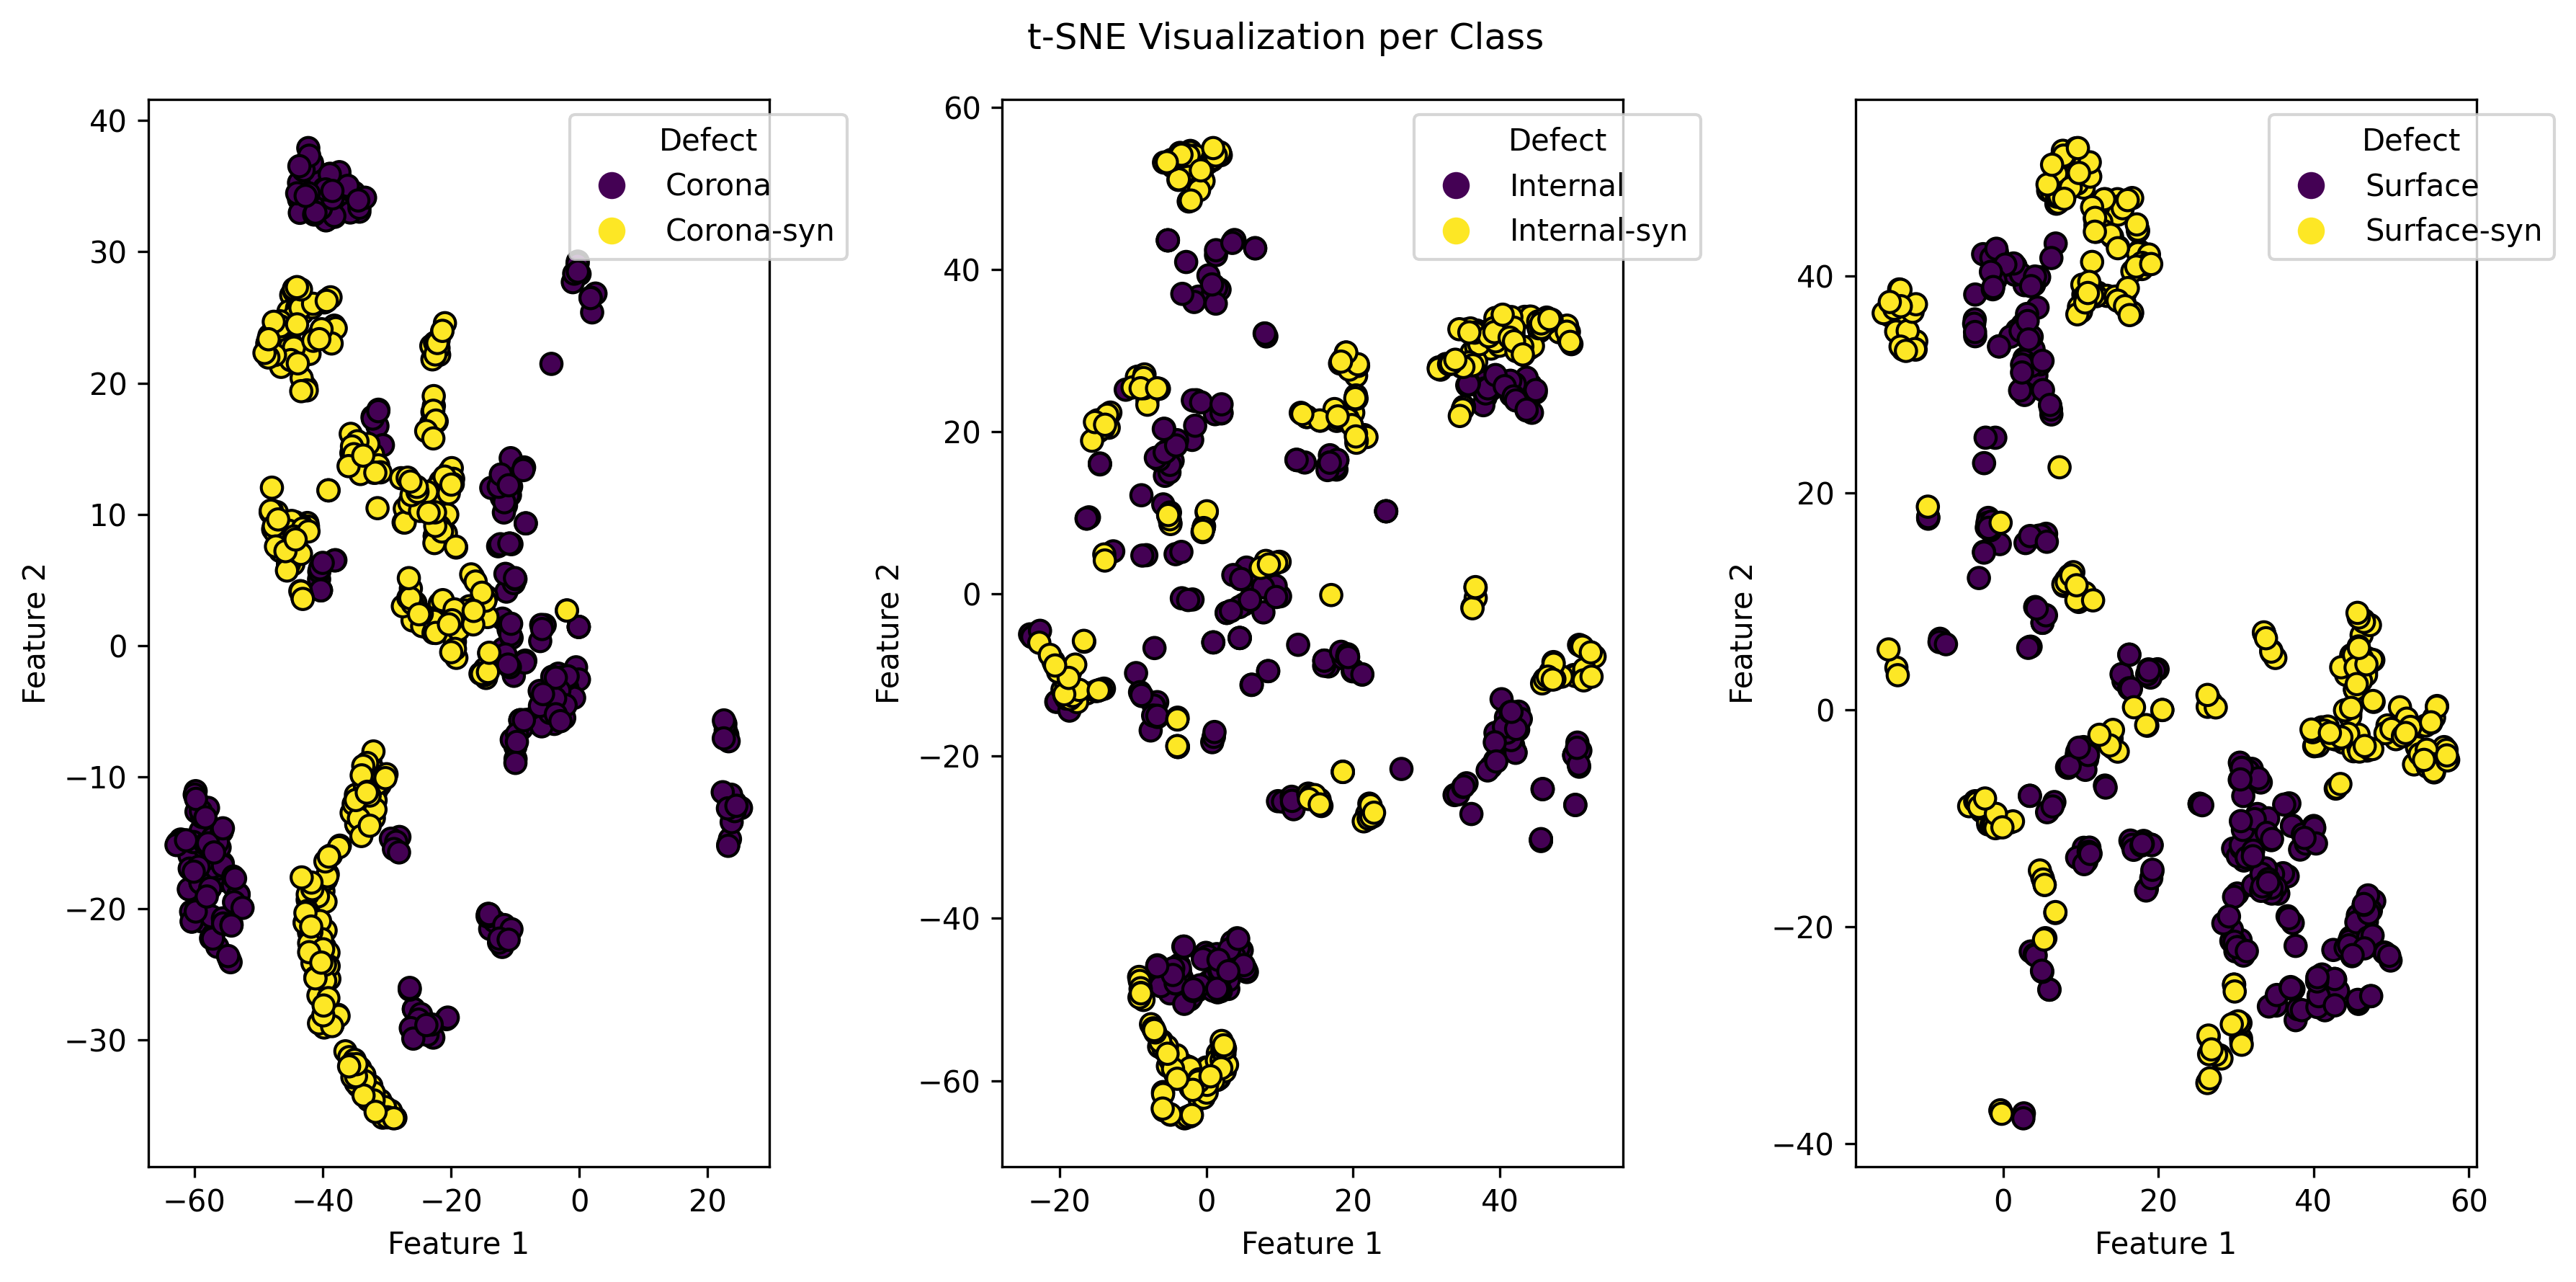 t-SNE Visualization per Class
40
30
20
10
0
−10
−20
−30
−60
−40
−20
0
20
Feature 1
Feature 2
Defect
Corona
Corona-syn
60
40
20
0
−20
−40
−60
−20
0
20
40
Feature 1
Feature 2
Defect
Internal
Internal-syn
40
20
0
−20
−40
0
20
40
60
Feature 1
Feature 2
Defect
Surface
Surface-syn